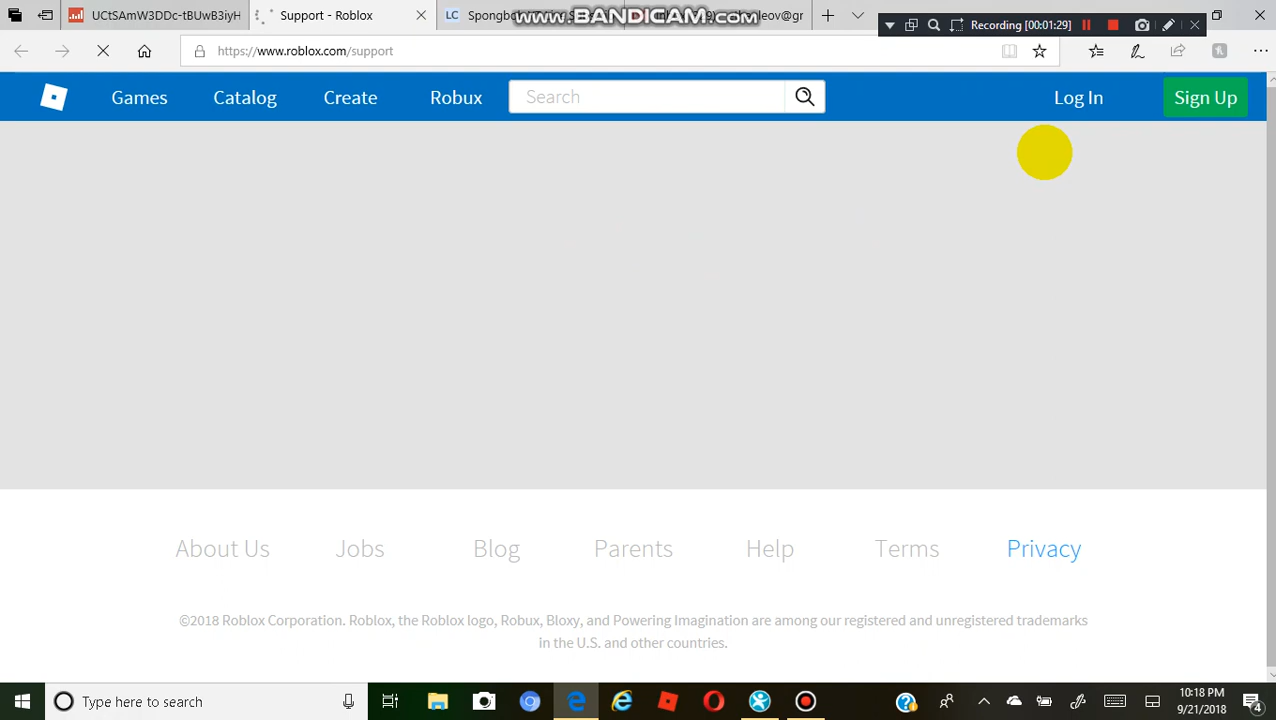 UCtSAmW3DDc-tBUwB3iyH
Support - Roblox
www.BANDICAM.com
Recording [00:01:29]
https://www.roblox.com/support
Games
Catalog
Create
Robux
Search
Log In
Sign Up
About Us
Jobs
Blog
Parents
Help
Terms
Privacy
©2018 Roblox Corporation. Roblox, the Roblox logo, Robux, Bloxy, and Powering Imagination are among our registered and unregistered trademarks
in the U.S. and other countries.
Type here to search
10:18 PM
9/21/2018
4